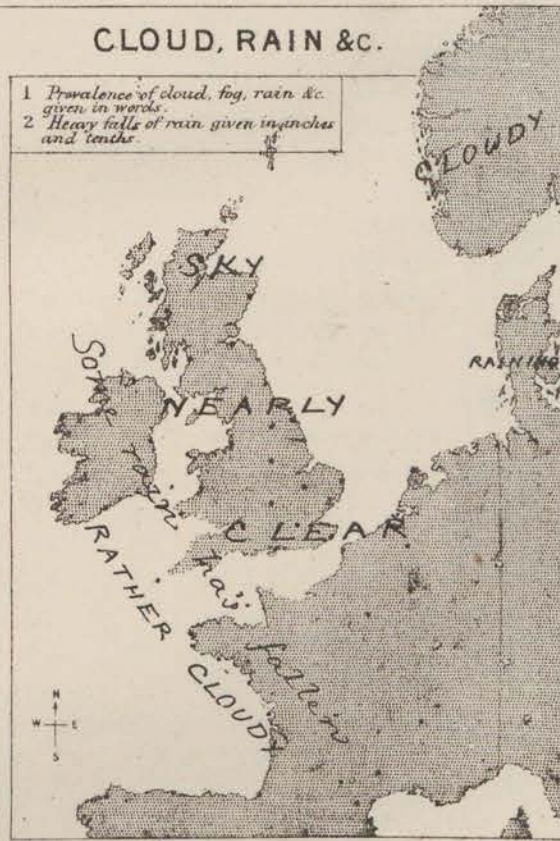 CLOUD, RAIN &c.
1 Prevalence of cloud, fog, rain &c.
given in words.
2 Heavy falls of rain given in inches
and tenths.
CLOUDY
SKY
NEARLY
CLEAR
RAINING
Some rain has fallen
RATHER CLOUDY
N
W E
S